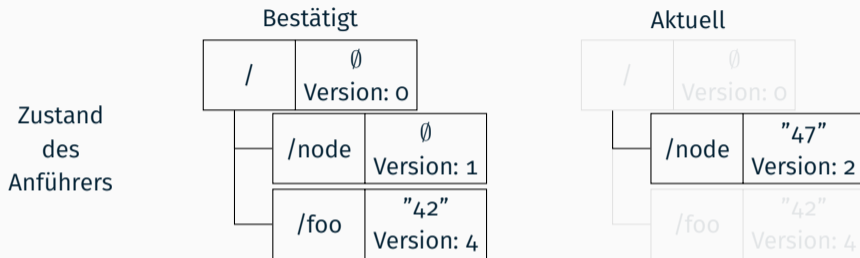 Bestätigt
Aktuell
Zustand
des
Anführers
/
∅
Version: 0
/node
∅
Version: 1
/foo
"42"
Version: 4
/
∅
Version: 0
/node
"47"
Version: 2
/foo
"42"
Version: 4